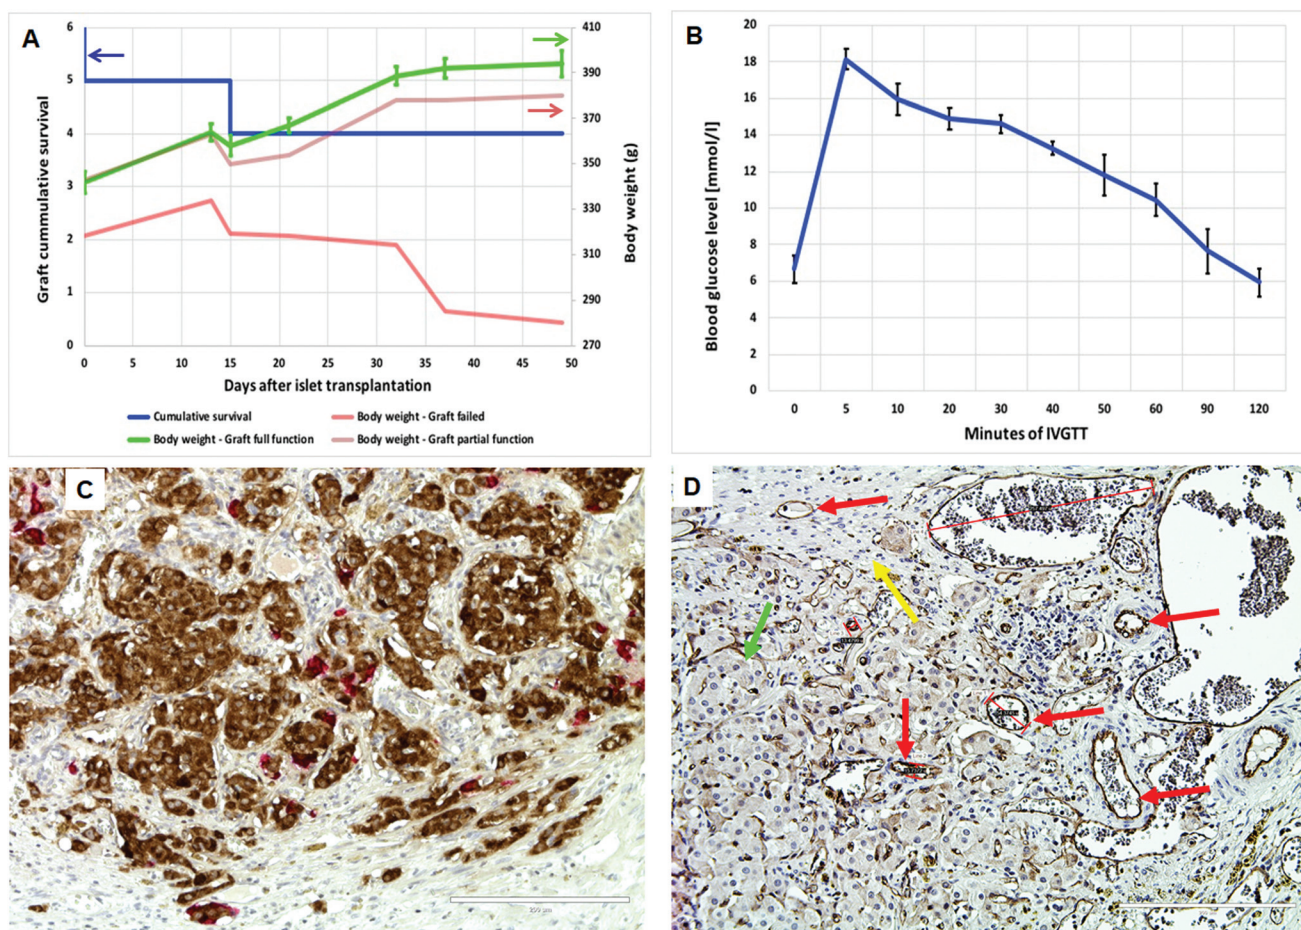 A
6
5
4
3
2
1
0
Graft cummulative survival
410
390
370
350
330
310
290
270
Body weight (g)
0 5 10 15 20 25 30 35 40 45 50
Days after islet transplantation
Cumulative survival
Body weight - Graft failed
Body weight - Graft full function
Body weight - Graft partial function
B
20
18
16
14
12
10
8
6
4
2
0
Blood glucose level [mmol/l]
0 5 10 20 30 40 50 60 90 120
Minutes of IVGTT
C
D